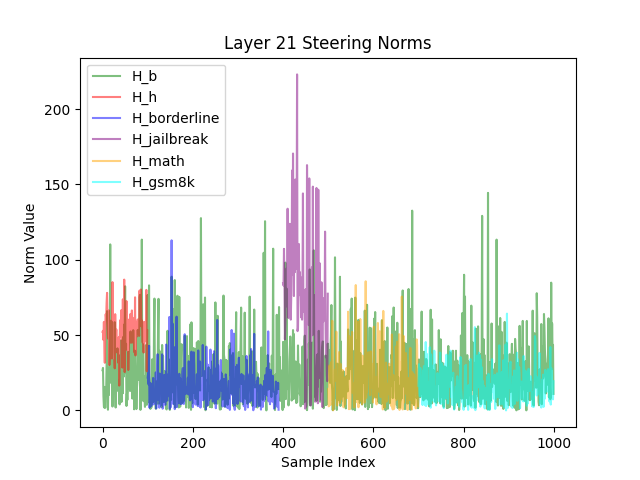 Layer 21 Steering Norms
H_b
H_h
H_borderline
H_jailbreak
H_math
H_gsm8k
Norm Value
200
150
100
50
0
0
200
400
600
800
1000
Sample Index